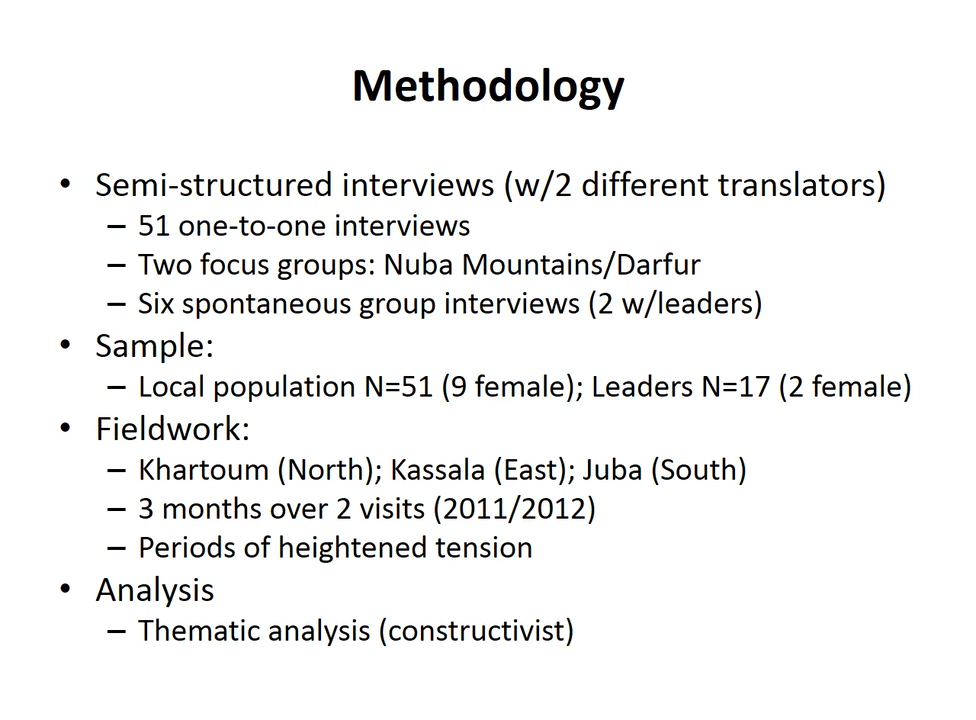 Methodology
• Semi-structured interviews (w/2 different translators)
– 51 one-to-one interviews
– Two focus groups: Nuba Mountains/Darfur
– Six spontaneous group interviews (2 w/leaders)
• Sample:
– Local population N=51 (9 female); Leaders N=17 (2 female)
• Fieldwork:
– Khartoum (North); Kassala (East); Juba (South)
– 3 months over 2 visits (2011/2012)
– Periods of heightened tension
• Analysis
– Thematic analysis (constructivist)